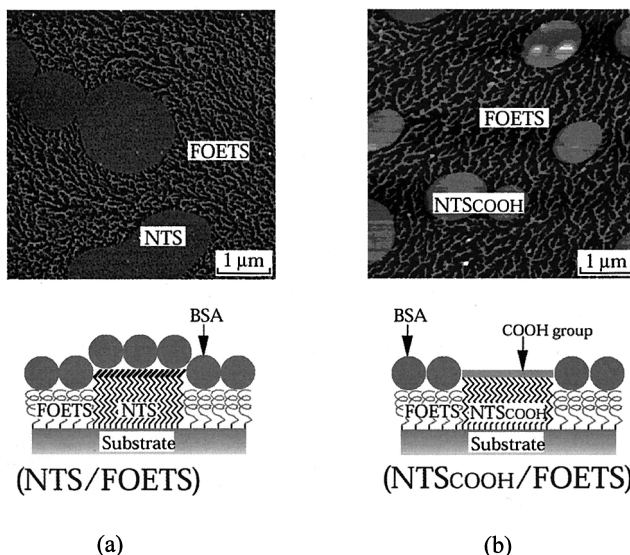 FOETS
NTS
1 μm
FOETS
NTSCOOH
1 μm
BSA
FOETS
NTS
Substrate
(NTS/FOETS)
BSA
COOH group
FOETS
NTSCOOH
Substrate
(NTSCOOH/FOETS)
(a)
(b)